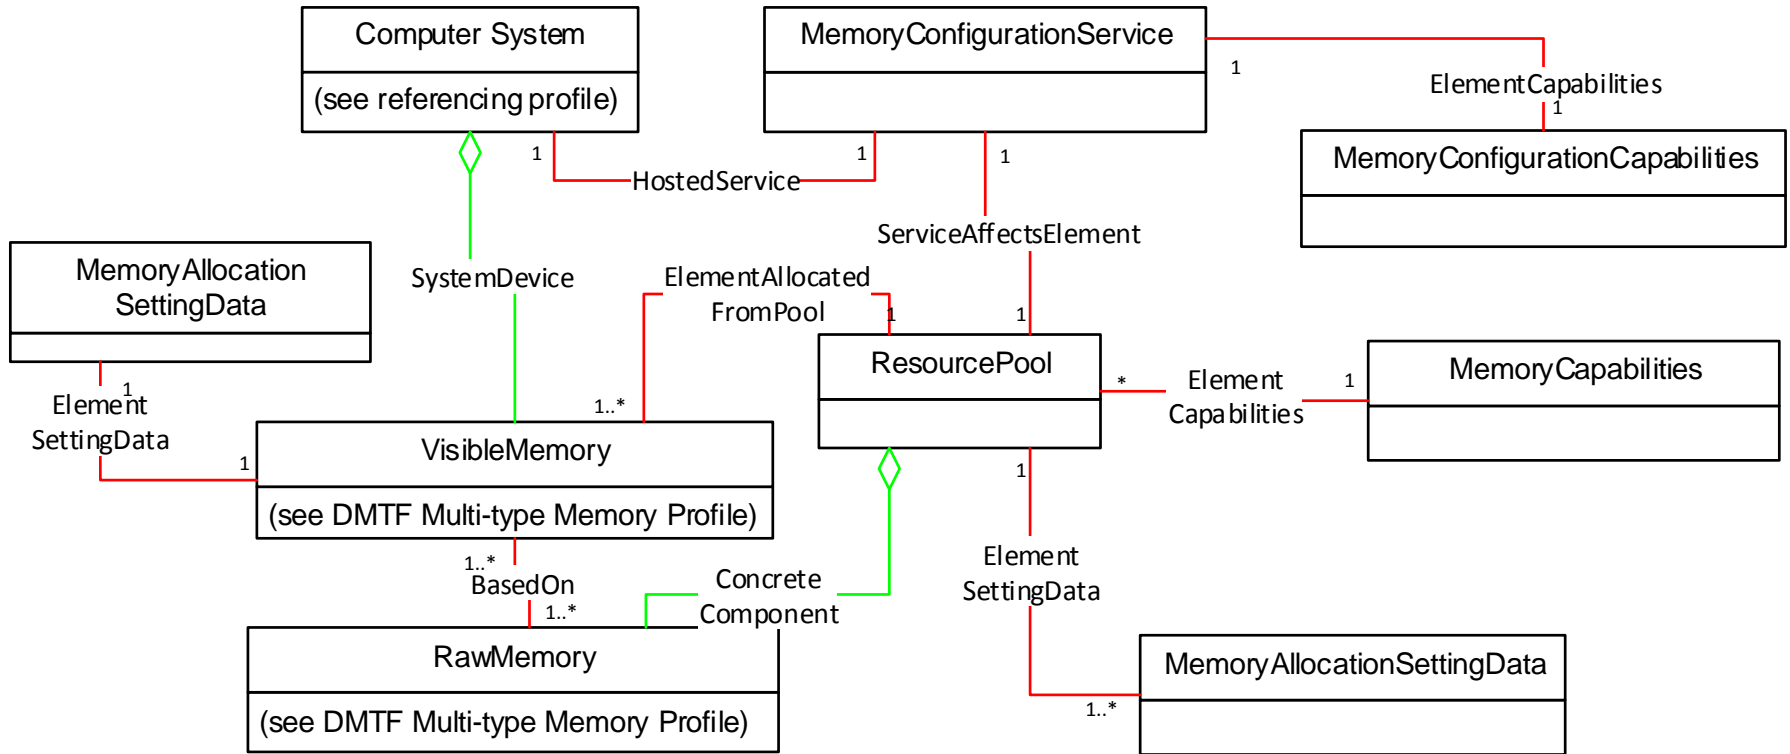 Computer System
(see referencing profile)
MemoryConfigurationService
1
ElementCapabilities
1
MemoryConfigurationCapabilities
1
HostedService
1
1
ServiceAffectsElement
1
MemoryAllocation
SettingData
SystemDevice
ElementAllocated
FromPool
1
1..*
ResourcePool
*
Element
Capabilities
1
MemoryCapabilities
1
Element
SettingData
1
VisibleMemory
(see DMTF Multi-type Memory Profile)
1..*
BasedOn
1..*
Concrete
Component
RawMemory
(see DMTF Multi-type Memory Profile)
1
Element
SettingData
1..*
MemoryAllocationSettingData